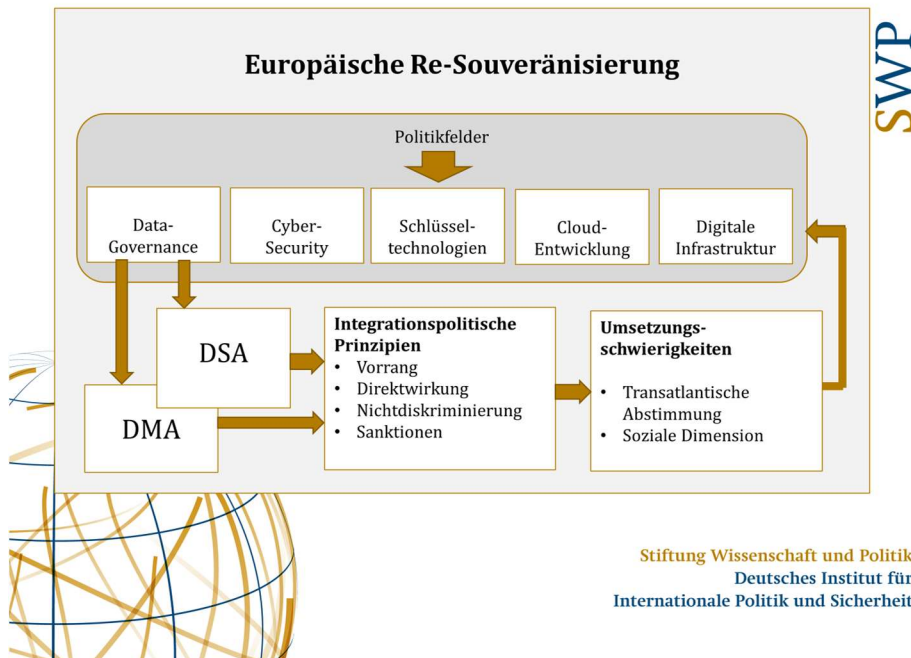 SWP
Europäische Re-Souveränisierung
Politikfelder
Data-
Governance
Cyber-
Security
Schlüssel-
technologien
Cloud-
Entwicklung
Digitale
Infrastruktur
DSA
DMA
Integrationspolitische
Prinzipien
• Vorrang
• Direktwirkung
• Nichtdiskriminierung
• Sanktionen
Umsetzungs-
schwierigkeiten
• Transatlantische
Abstimmung
• Soziale Dimension
Stiftung Wissenschaft und Politik
Deutsches Institut für
Internationale Politik und Sicherheit